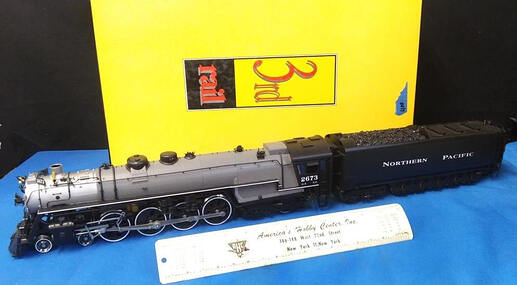 3rd
rail
2673
NORTHERN PACIFIC
America's Hobby Center, Inc.
146-148 West 22nd. Street
New York 11, New York